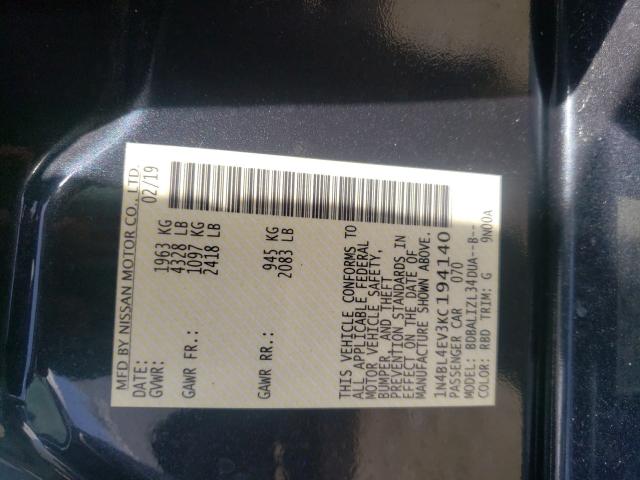 MFD BY NISSAN MOTOR CO., LTD.
DATE: 02/19
GVWR: 1963 KG
4328 LB
GAWR FR.: 1097 KG
2418 LB
GAWR RR.: 945 KG
2083 LB
THIS VEHICLE CONFORMS TO
ALL APPLICABLE FEDERAL
MOTOR VEHICLE SAFETY,
BUMPER, AND THEFT
PREVENTION STANDARDS IN
EFFECT ON THE DATE OF
MANUFACTURE SHOWN ABOVE.
1N4BL4EV3KC194140
PASSENGER CAR 070
MODEL: BDBALIZL34DUA--B--
COLOR: RBD TRIM: G 9N00A